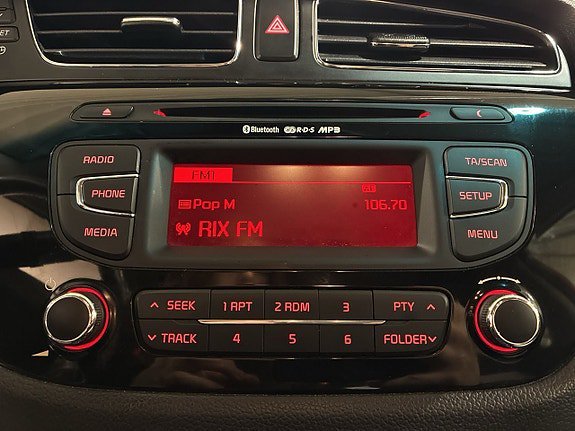 Bluetooth R·D·S MP3
RADIO
PHONE
MEDIA
FM1
Pop M
106.70
RIX FM
TA/SCAN
SETUP
MENU
SEEK 1 RPT 2 RDM 3 PTY
TRACK 4 5 6 FOLDER